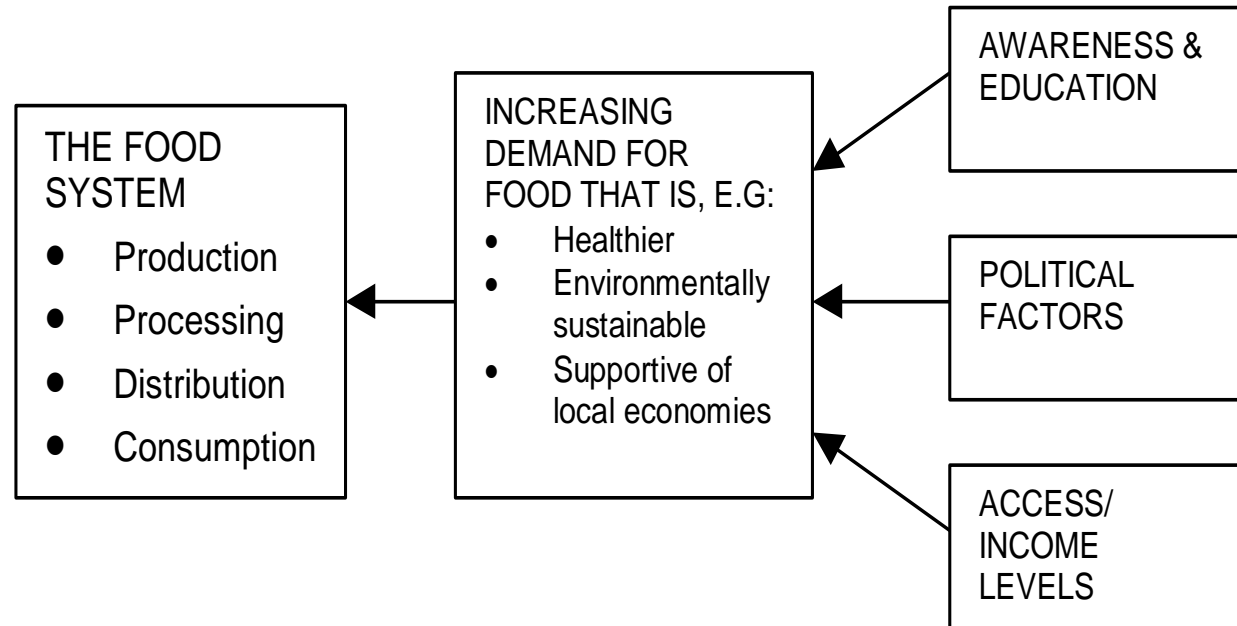 THE FOOD
SYSTEM
● Production
● Processing
● Distribution
● Consumption
INCREASING
DEMAND FOR
FOOD THAT IS, E.G:
● Healthier
● Environmentally
sustainable
● Supportive of
local economies
AWARENESS &
EDUCATION
POLITICAL
FACTORS
ACCESS/
INCOME
LEVELS